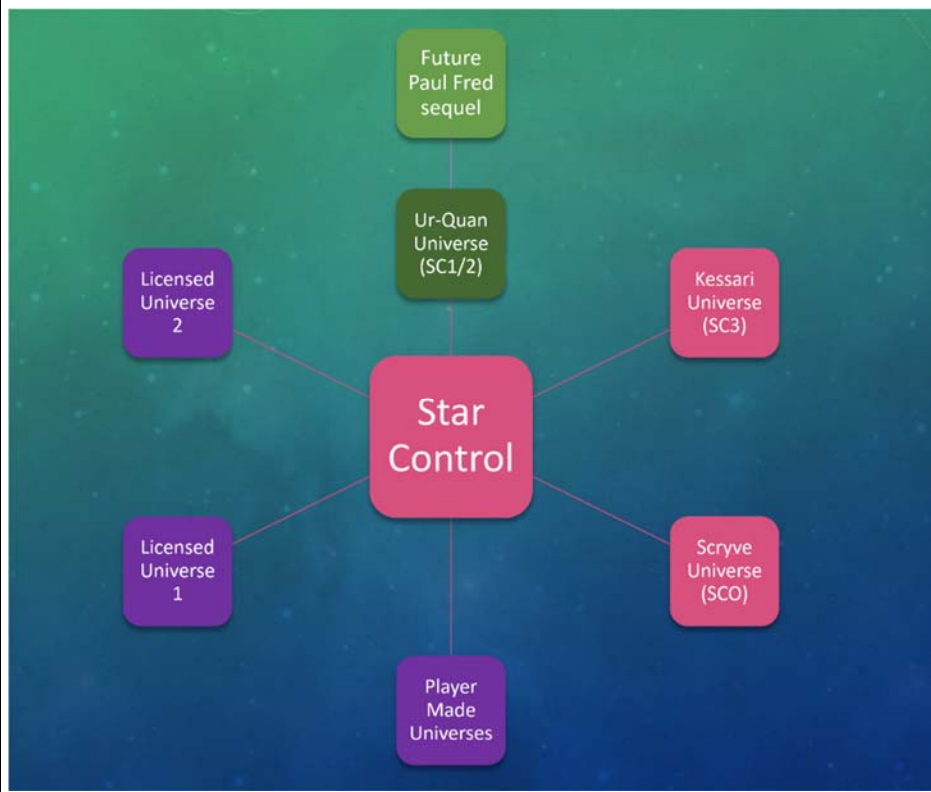 Future
Paul Fred
sequel
Ur-Quan
Universe
(SC1/2)
Licensed
Universe
2
Kessari
Universe
(SC3)
Star
Control
Licensed
Universe
1
Scryve
Universe
(SCO)
Player
Made
Universes